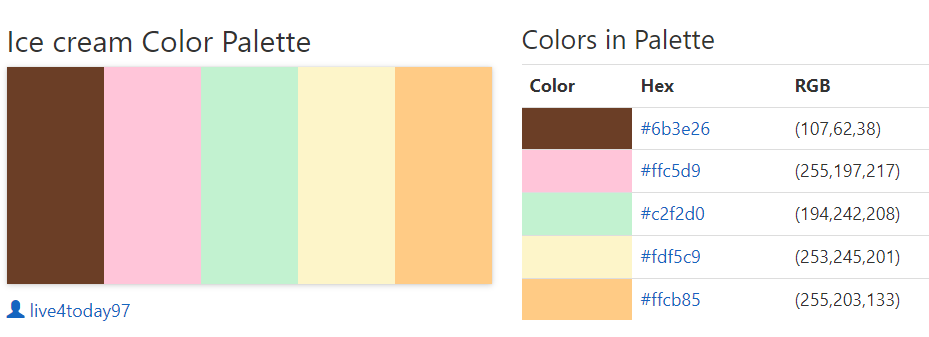 Ice cream Color Palette
live4today97
Colors in Palette
Color Hex RGB
#6b3e26 (107,62,38)
#ffc5d9 (255,197,217)
#c2f2d0 (194,242,208)
#fdf5c9 (253,245,201)
#ffcb85 (255,203,133)